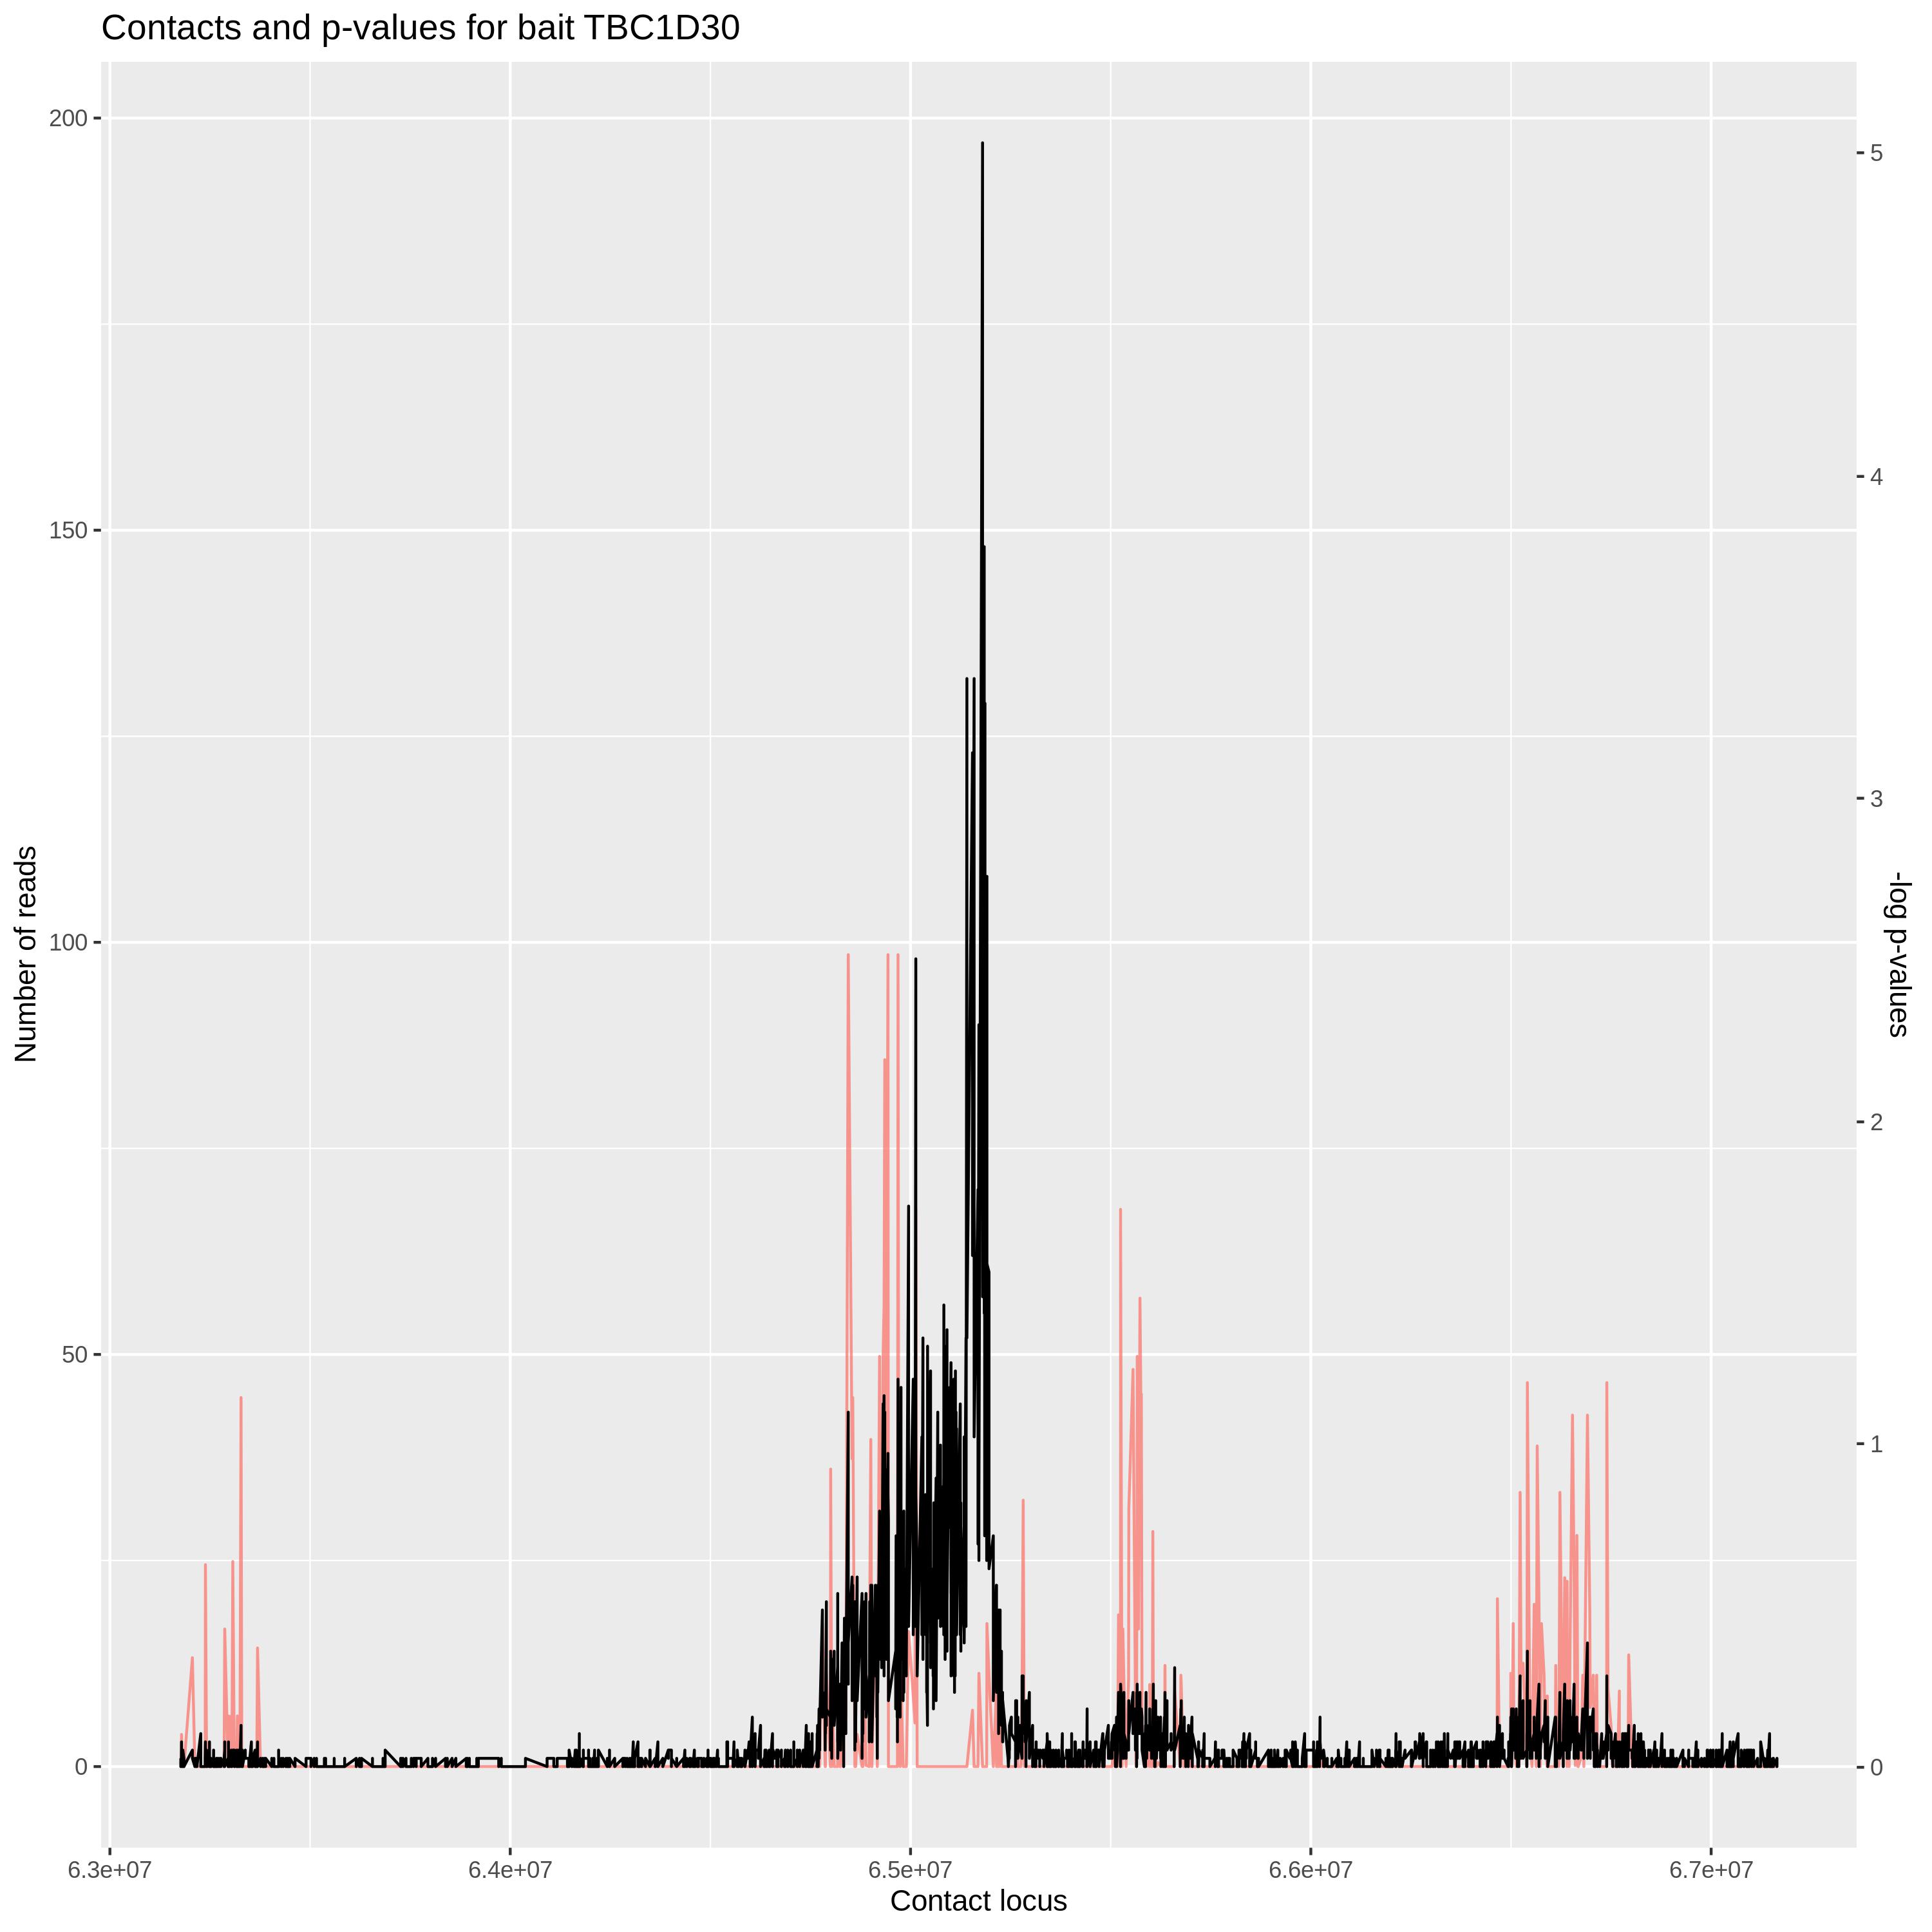 Contacts and p-values for bait TBC1D30
200
150
100
50
0
Number of reads
5
4
3
2
1
0
-log p-values
6.3e+07
6.4e+07
6.5e+07
6.6e+07
6.7e+07
Contact locus